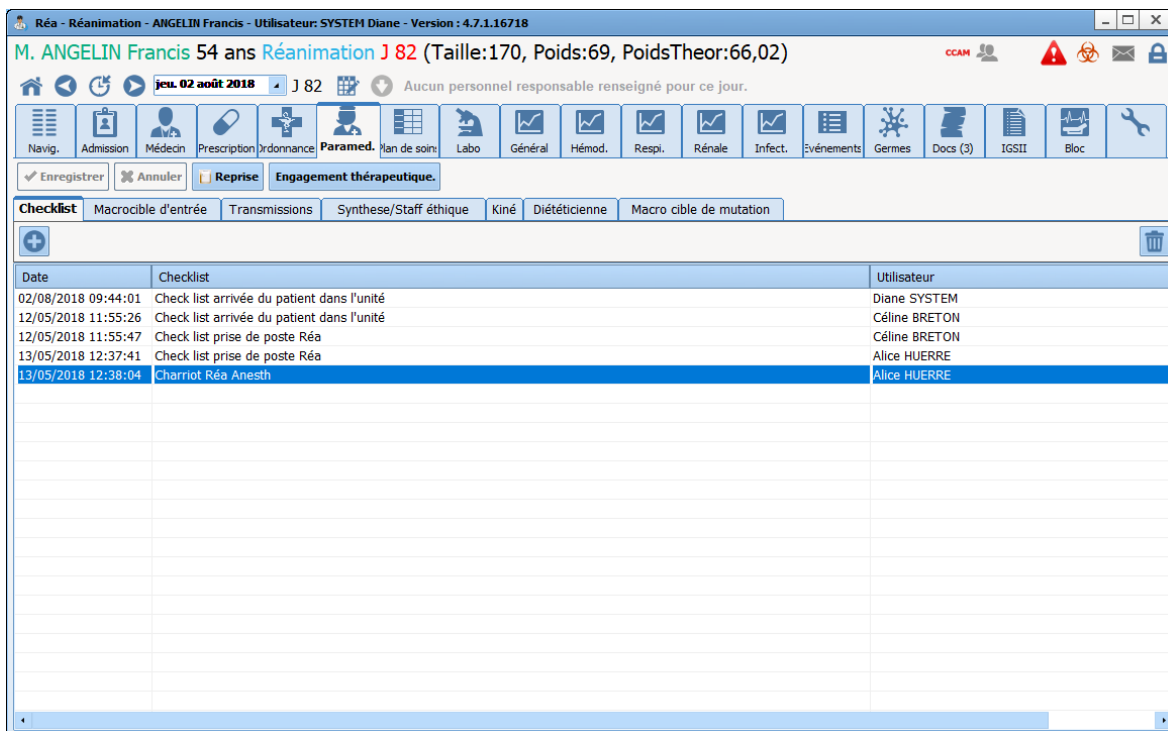 Réa - Réanimation - ANGELIN Francis - Utilisateur: SYSTEM Diane - Version : 4.7.1.16718
M. ANGELIN Francis 54 ans Réanimation J 82 (Taille:170, Poids:69, PoidsTheor:66,02)
CCAM
jeu. 02 août 2018 J 82 Aucun personnel responsable renseigné pour ce jour.
Navig. Admission Médecin Prescription Ordonnance Paramed. Plan de soins Labo Général Hémod. Respi. Rénale Infect. Evénements Germes Docs (3) IGSII Bloc
Enregistrer Annuler Reprise Engagement thérapeutique.
Checklist Macrocible d'entrée Transmissions Synthese/Staff éthique Kiné Diététicienne Macro cible de mutation
Date Checklist Utilisateur
02/08/2018 09:44:01 Check list arrivée du patient dans l'unité Diane SYSTEM
12/05/2018 11:55:26 Check list arrivée du patient dans l'unité Céline BRETON
12/05/2018 11:55:47 Check list prise de poste Réa Céline BRETON
13/05/2018 12:37:41 Check list prise de poste Réa Alice HUERRE
13/05/2018 12:38:04 Charriot Réa Anesth Alice HUERRE